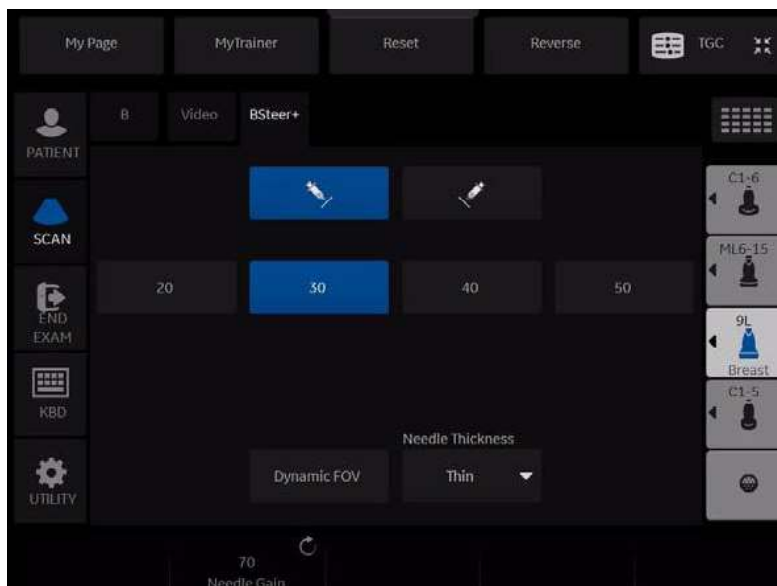 My Page
MyTrainer
Reset
Reverse
TGC
PATIENT
SCAN
END
EXAM
KBD
UTILITY
B
Video
BSteer+
20
30
40
50
Needle Thickness
Dynamic FOV
Thin
70
Needle Gain
C1-6
ML6-15
9L
Breast
C1-5